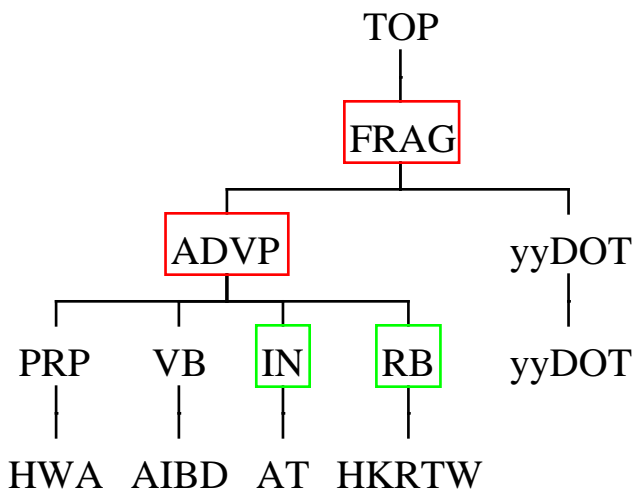 TOP
FRAG
ADVP yyDOT
PRP VB IN RB yyDOT
HWA AIBD AT HKRTW